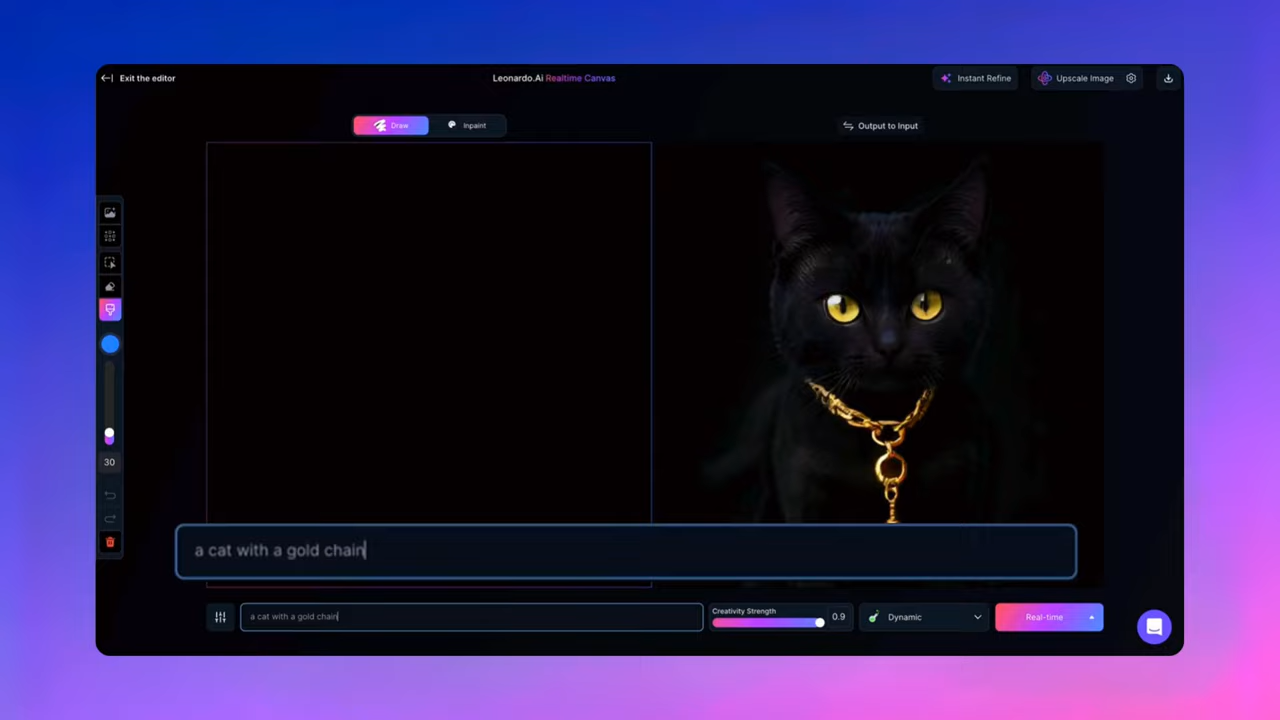 Exit the editor
Leonardo.Ai Realtime Canvas
Instant Refine
Upscale Image
Draw
Inpaint
Output to Input
30
a cat with a gold chain
a cat with a gold chain
Creativity Strength
0.9
Dynamic
Real-time